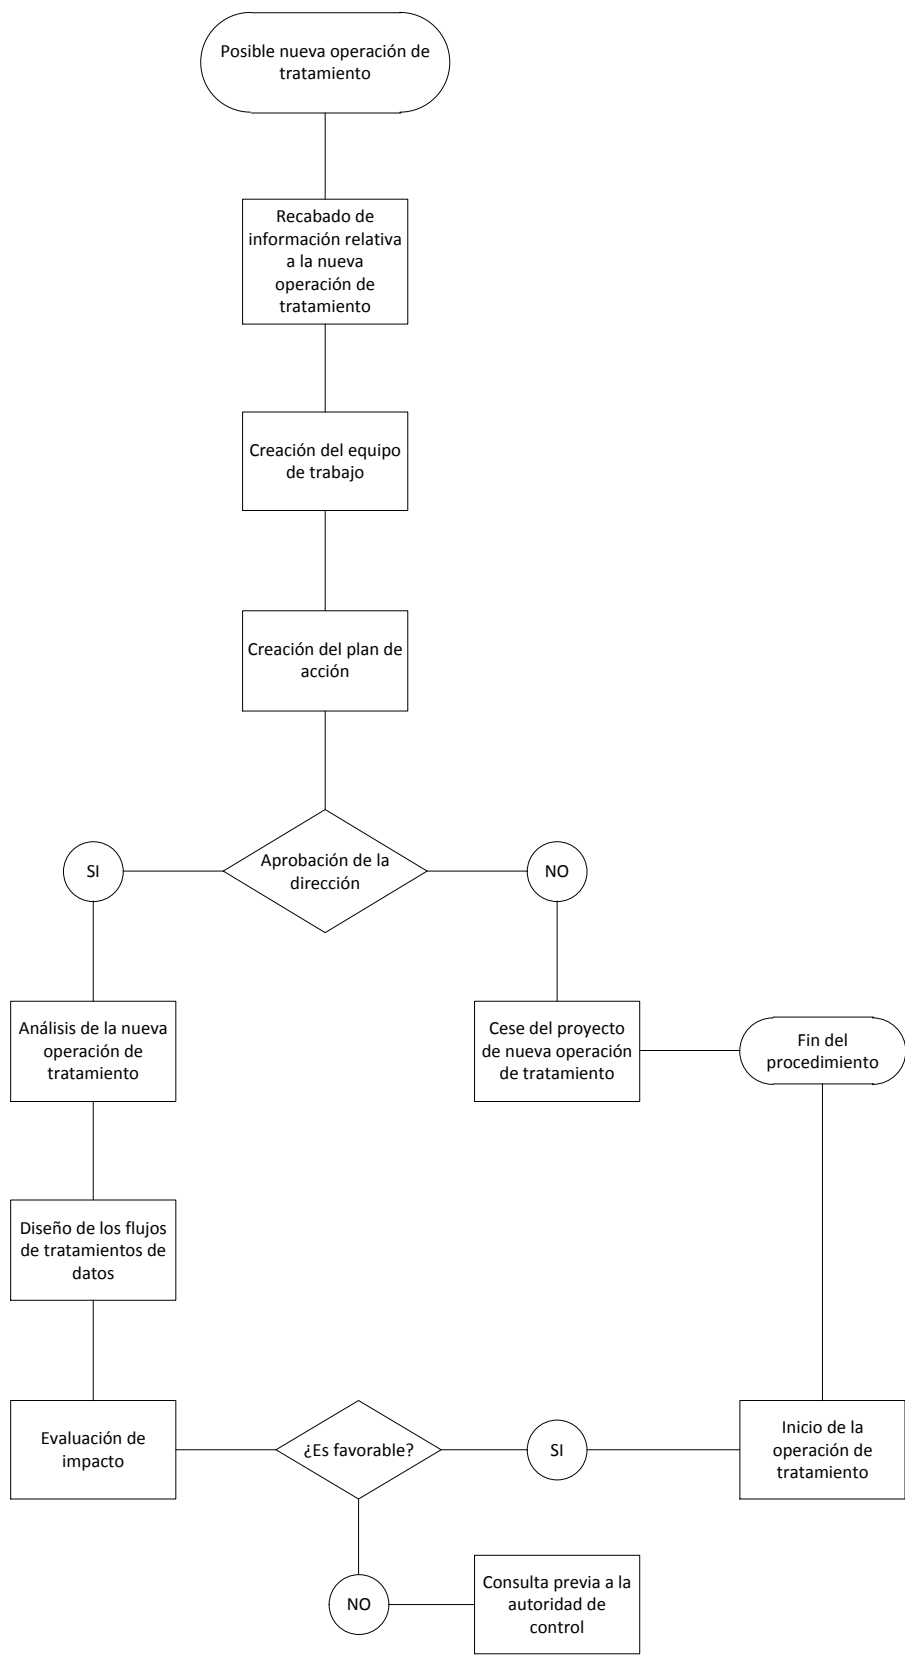 Posible nueva operación de
tratamiento
Recabado de
información relativa
a la nueva
operación de
tratamiento
Creación del equipo
de trabajo
Creación del plan de
acción
Aprobación de la
dirección
SI
NO
Análisis de la nueva
operación de
tratamiento
Cese del proyecto
de nueva operación
de tratamiento
Fin del
procedimiento
Diseño de los flujos
de tratamientos de
datos
Evaluación de
impacto
¿Es favorable?
SI
Inicio de la
operación de
tratamiento
NO
Consulta previa a la
autoridad de
control